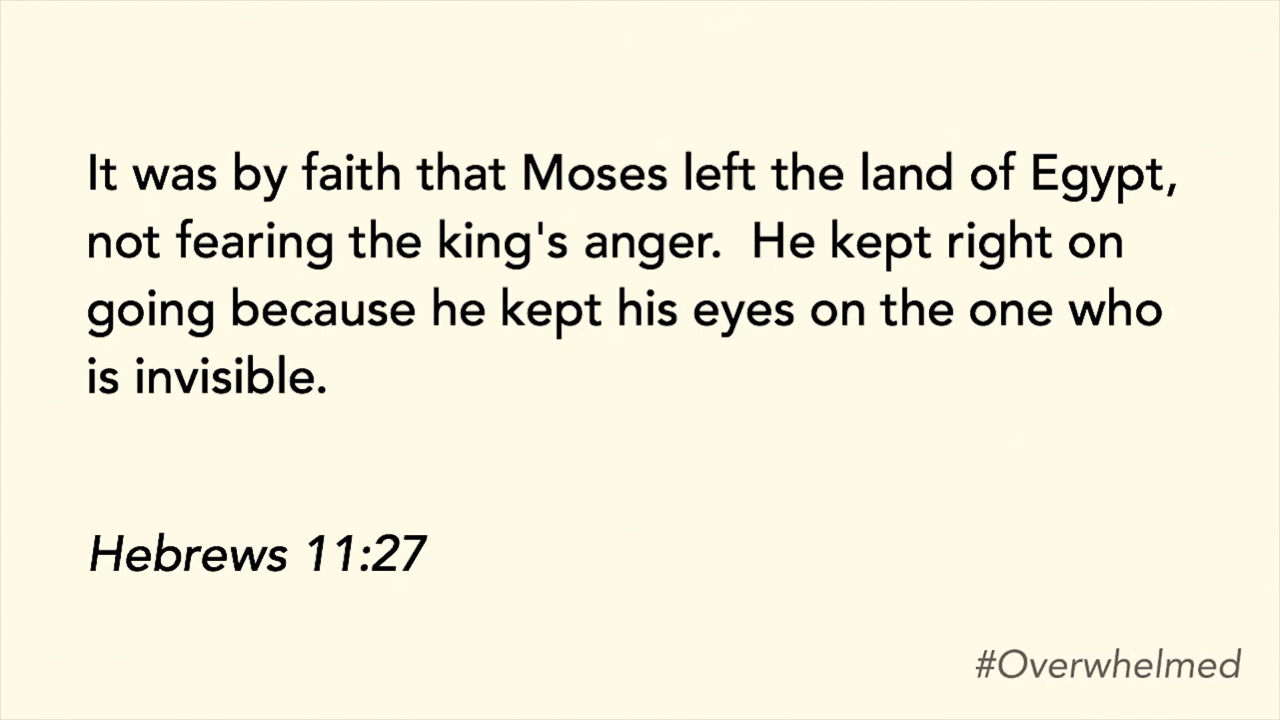 It was by faith that Moses left the land of Egypt,
not fearing the king's anger.  He kept right on
going because he kept his eyes on the one who
is invisible.
Hebrews 11:27
#Overwhelmed